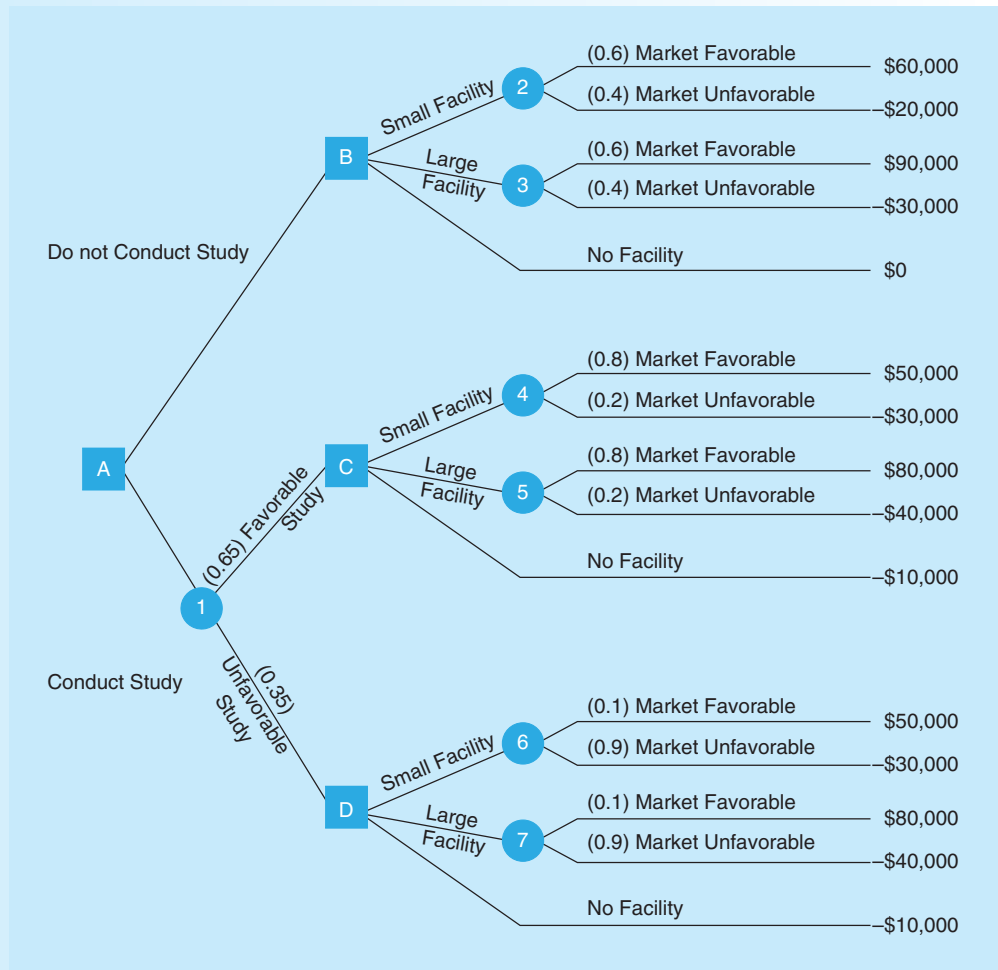 (0.6) Market Favorable
$60,000
Small Facility
2
(0.4) Market Unfavorable
–$20,000
B
(0.6) Market Favorable
$90,000
Large
Facility
3
(0.4) Market Unfavorable
–$30,000
Do not Conduct Study
No Facility
$0
(0.8) Market Favorable
$50,000
Small Facility
4
(0.2) Market Unfavorable
–$30,000
A
C
(0.8) Market Favorable
$80,000
Large
Facility
5
(0.2) Market Unfavorable
–$40,000
(0.65) Favorable
Study
No Facility
–$10,000
1
Conduct Study
(0.35)
Unfavorable
Study
(0.1) Market Favorable
$50,000
Small Facility
6
(0.9) Market Unfavorable
–$30,000
D
(0.1) Market Favorable
$80,000
Large
Facility
7
(0.9) Market Unfavorable
–$40,000
No Facility
–$10,000